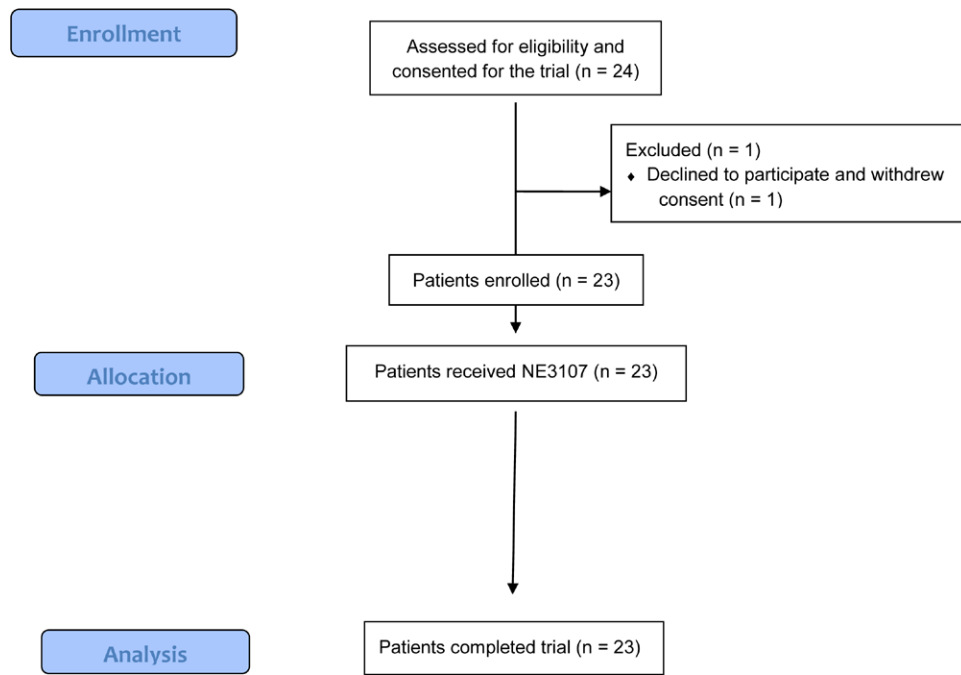 Enrollment
Assessed for eligibility and
consented for the trial (n = 24)
Excluded (n = 1)
♦ Declined to participate and withdrew
consent (n = 1)
Patients enrolled (n = 23)
Allocation
Patients received NE3107 (n = 23)
Analysis
Patients completed trial (n = 23)